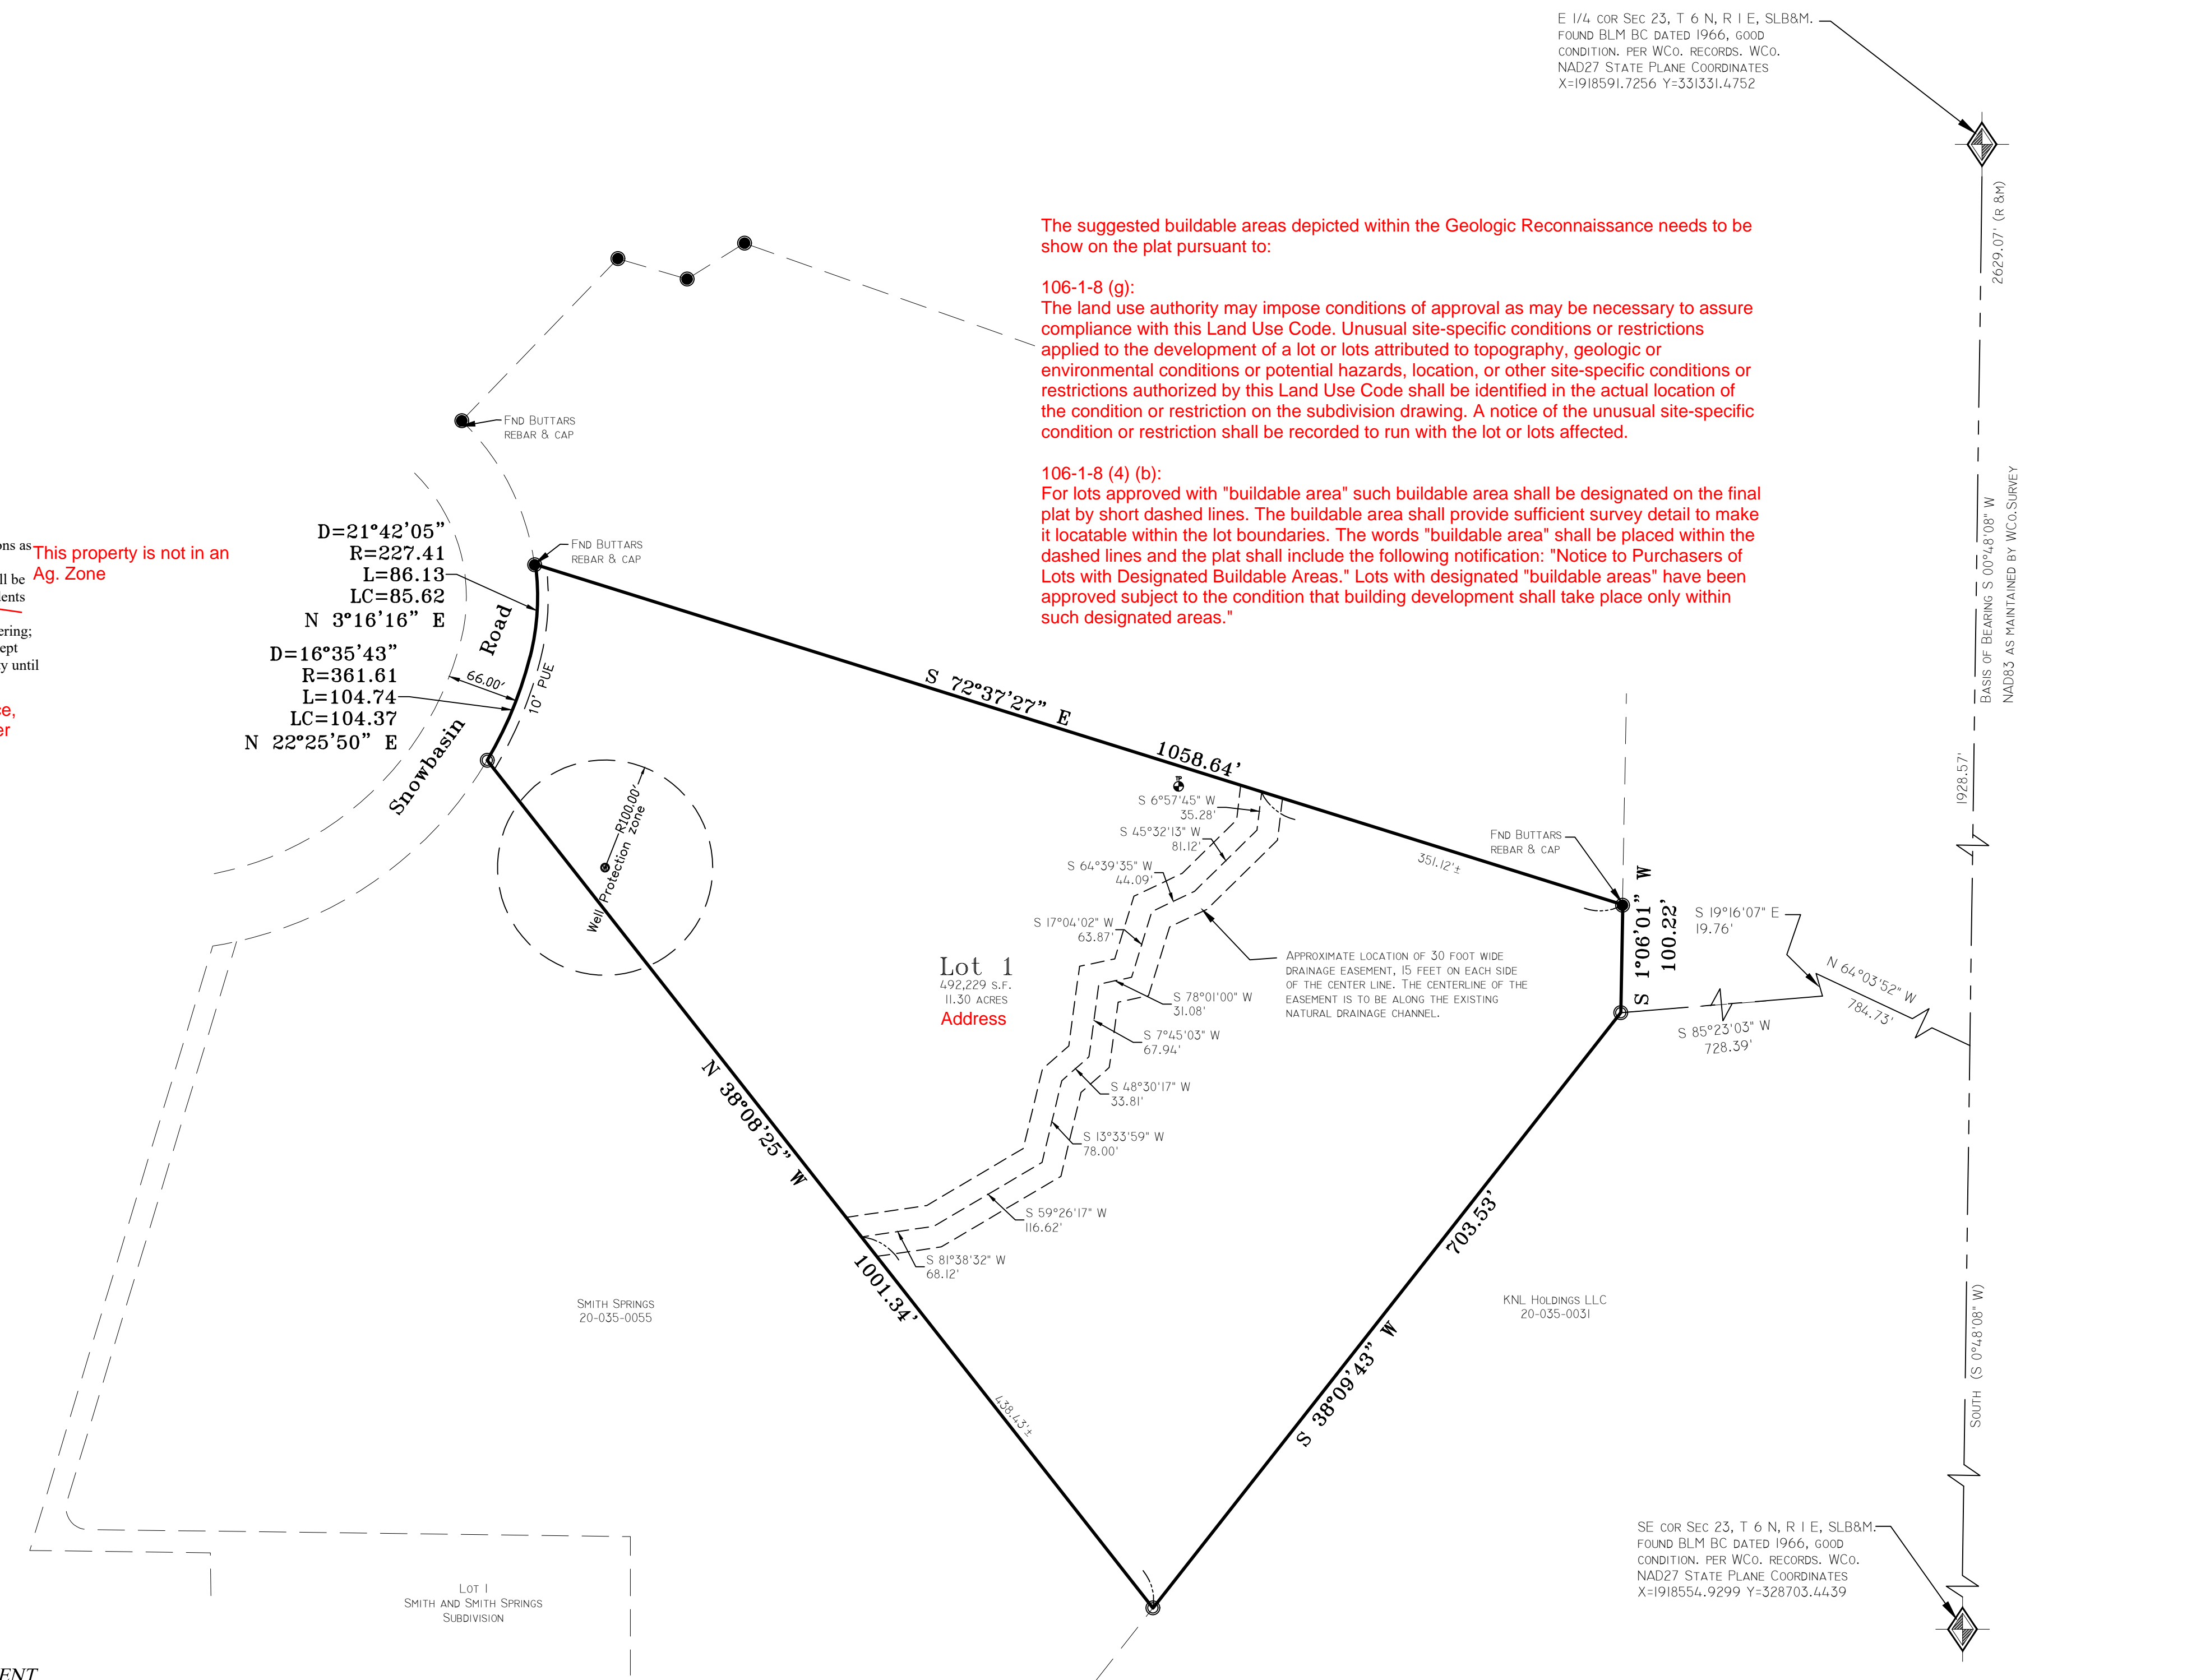 E 1/4 COR SEC 23, T 6 N, R 1 E, SLB&M.
FOUND BLM BC DATED 1966, GOOD
CONDITION. PER WCO. RECORDS. WCO.
NAD27 STATE PLANE COORDINATES
X=1918591.7256 Y=331331.4752
2629.07' (R &M)
BASIS OF BEARING S 00°48'08" W
NAD83 AS MAINTAINED BY WCO.SURVEY
1928.57'
SOUTH (S 0°48'08" W)
The suggested buildable areas depicted within the Geologic Reconnaissance needs to be
show on the plat pursuant to:
106-1-8 (g):
The land use authority may impose conditions of approval as may be necessary to assure
compliance with this Land Use Code. Unusual site-specific conditions or restrictions
applied to the development of a lot or lots attributed to topography, geologic or
environmental conditions or potential hazards, location, or other site-specific conditions or
restrictions authorized by this Land Use Code shall be identified in the actual location of
the condition or restriction on the subdivision drawing. A notice of the unusual site-specific
condition or restriction shall be recorded to run with the lot or lots affected.
106-1-8 (4) (b):
For lots approved with "buildable area" such buildable area shall be designated on the final
plat by short dashed lines. The buildable area shall provide sufficient survey detail to make
it locatable within the lot boundaries. The words "buildable area" shall be placed within the
dashed lines and the plat shall include the following notification: "Notice to Purchasers of
Lots with Designated Buildable Areas." Lots with designated "buildable areas" have been
approved subject to the condition that building development shall take place only within
such designated areas."
FND BUTTARS
REBAR & CAP
FND BUTTARS
REBAR & CAP
ons as
This property is not in an
Ag. Zone
ll be
ents
ering;
ept
y until
ce,
er
D=21°42'05"
R=227.41
L=86.13
LC=85.62
N 3°16'16" E
D=16°35'43"
R=361.61
L=104.74
LC=104.37
N 22°25'50" E
Snowbasin Road
66.00'
10' PUE
R100.00'
Well Protection zone
S 72°37'27" E
1058.64'
TP
351.12'±
FND BUTTARS
REBAR & CAP
S 1°06'01" W
100.22'
S 19°16'07" E
19.76'
N 64°03'52" W
784.73'
S 85°23'03" W
728.39'
S 6°57'45" W
35.28'
S 45°32'13" W
81.12'
S 64°39'35" W
44.09'
S 17°04'02" W
63.87'
S 78°01'00" W
31.08'
S 7°45'03" W
67.94'
S 48°30'17" W
33.81'
S 13°33'59" W
78.00'
S 59°26'17" W
116.62'
S 81°38'32" W
68.12'
APPROXIMATE LOCATION OF 30 FOOT WIDE
DRAINAGE EASEMENT, 15 FEET ON EACH SIDE
OF THE CENTER LINE. THE CENTERLINE OF THE
EASEMENT IS TO BE ALONG THE EXISTING
NATURAL DRAINAGE CHANNEL.
Lot 1
492,229 S.F.
11.30 ACRES
Address
N 38°08'25" W
1001.34'
438.43'±
703.53'
S 38°09'43" W
SMITH SPRINGS
20-035-0055
KNL HOLDINGS LLC
20-035-0031
LOT 1
SMITH AND SMITH SPRINGS
SUBDIVISION
SE COR SEC 23, T 6 N, R 1 E, SLB&M.
FOUND BLM BC DATED 1966, GOOD
CONDITION. PER WCO. RECORDS. WCO.
NAD27 STATE PLANE COORDINATES
X=1918554.9299 Y=328703.4439
ENT